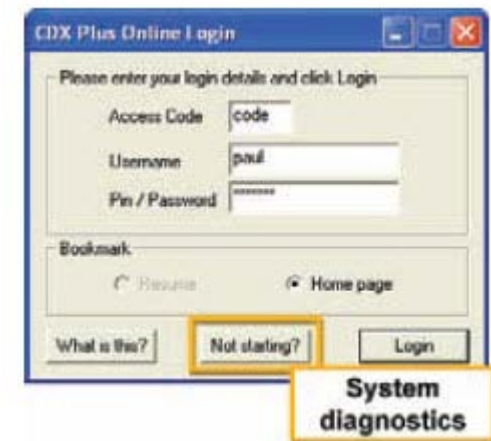 CDX Plus Online Login
Please enter your login details and click Login
Access Code code
Username paul
Pin / Password *******
Bookmark
Resume Home page
What is this? Not starting? Login
System
diagnostics